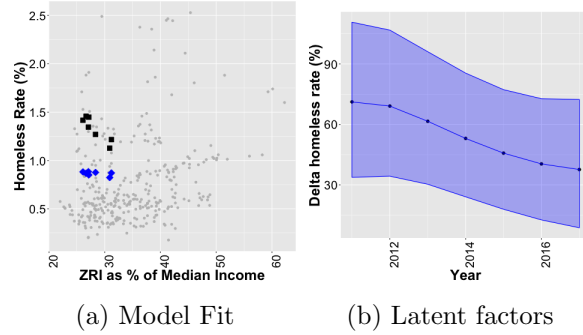 2.5
2.0
1.5
1.0
0.5
Homeless Rate (%)
20
30
40
50
60
ZRI as % of Median Income
(a) Model Fit
90
60
30
Delta homeless rate (%)
2012
2014
2016
Year
(b) Latent factors